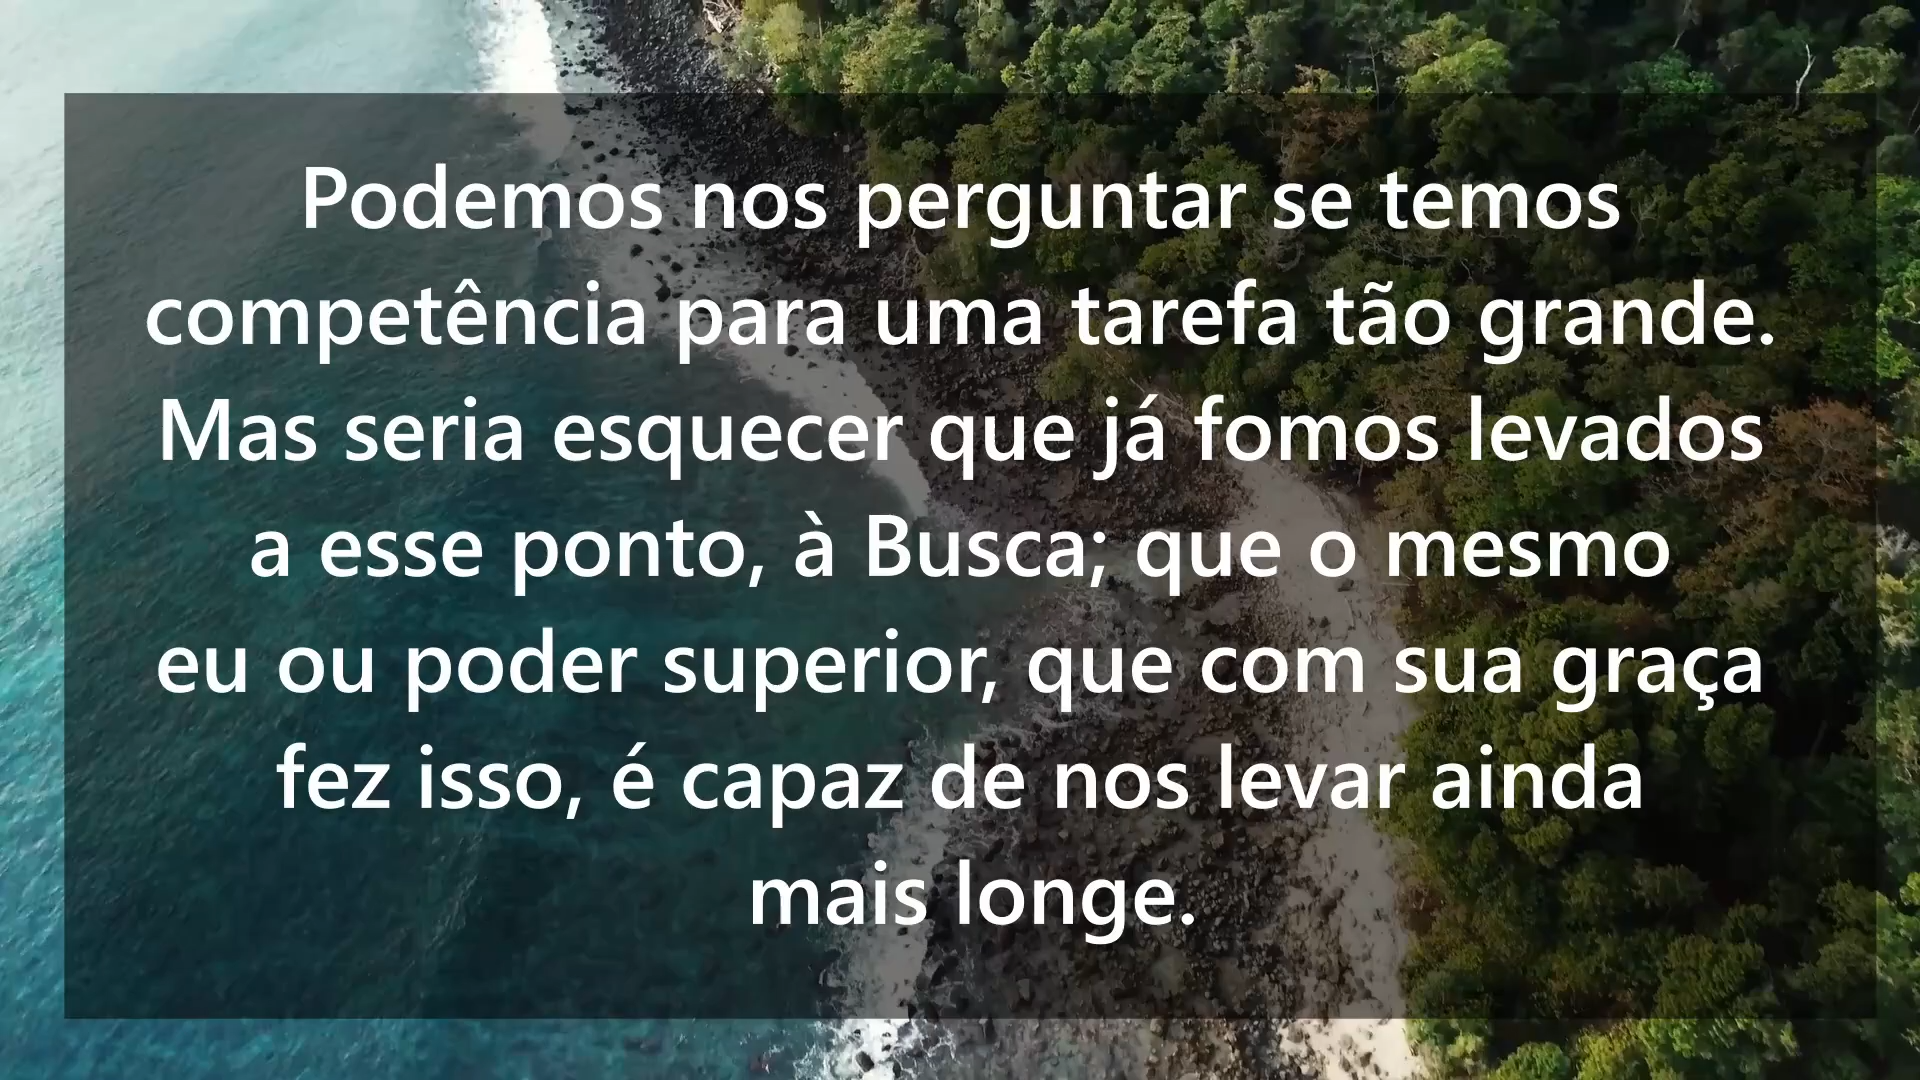 Podemos nos perguntar se temos
competência para uma tarefa tão grande.
Mas seria esquecer que já fomos levados
a esse ponto, à Busca; que o mesmo
eu ou poder superior, que com sua graça
fez isso, é capaz de nos levar ainda
mais longe.